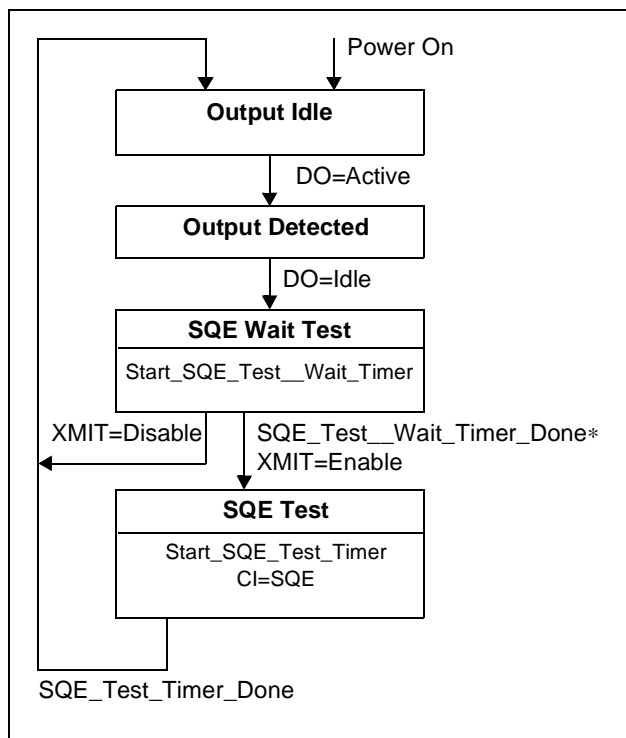 Power On
Output Idle
DO=Active
Output Detected
DO=Idle
SQE Wait Test
Start_SQE_Test__Wait_Timer
XMIT=Disable
SQE_Test__Wait_Timer_Done*
XMIT=Enable
SQE Test
Start_SQE_Test_Timer
CI=SQE
SQE_Test_Timer_Done